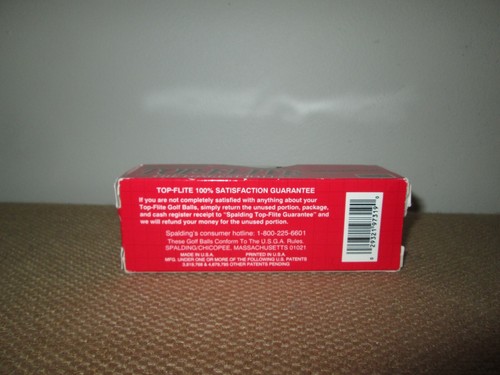 TOP-FLITE 100% SATISFACTION GUARANTEE
If you are not completely satisfied with anything about your
Top-Flite Golf Balls, simply return the unused portion, package,
and cash register receipt to "Spalding Top-Flite Guarantee" and
we will refund your money for the unused portion.
Spalding's consumer hotline: 1-800-225-6601
These Golf Balls Conform To The U.S.G.A. Rules.
SPALDING/CHICOPEE, MASSACHUSETTS 01021
MADE IN U.S.A. PRINTED IN U.S.A.
MFG. UNDER ONE OR MORE OF THE FOLLOWING U.S. PATENTS
OTHER PATENTS PENDING